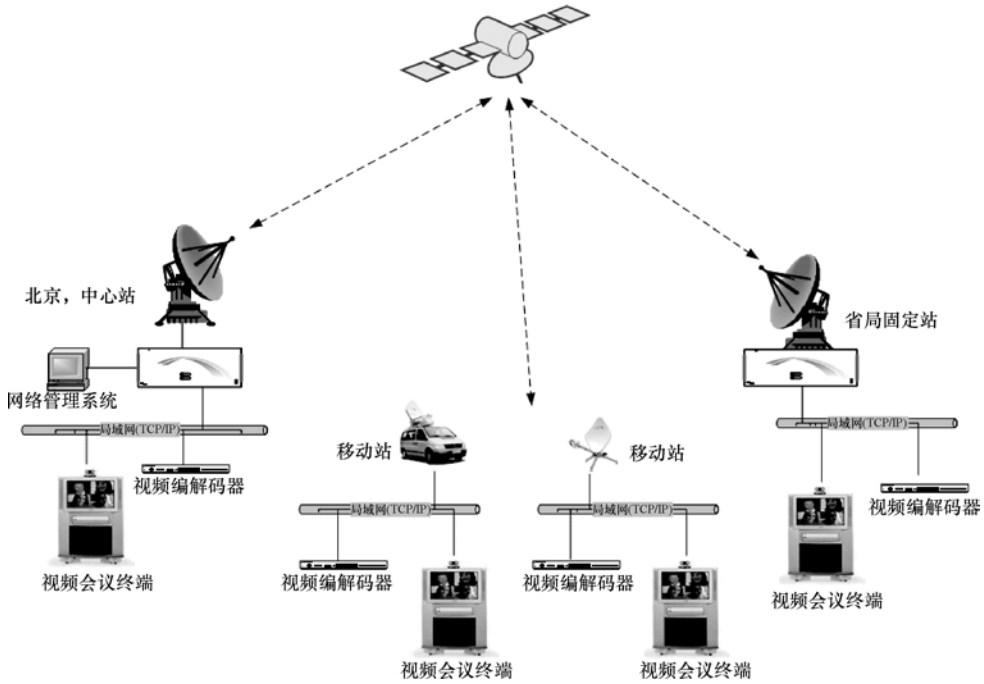 北京，中心站
省局固定站
网络管理系统
局域网(TCP/IP)
局域网(TCP/IP)
移动站
移动站
视频编解码器
视频编解码器
局域网(TCP/IP)
局域网(TCP/IP)
视频会议终端
视频编解码器
视频编解码器
视频会议终端
视频会议终端
视频会议终端